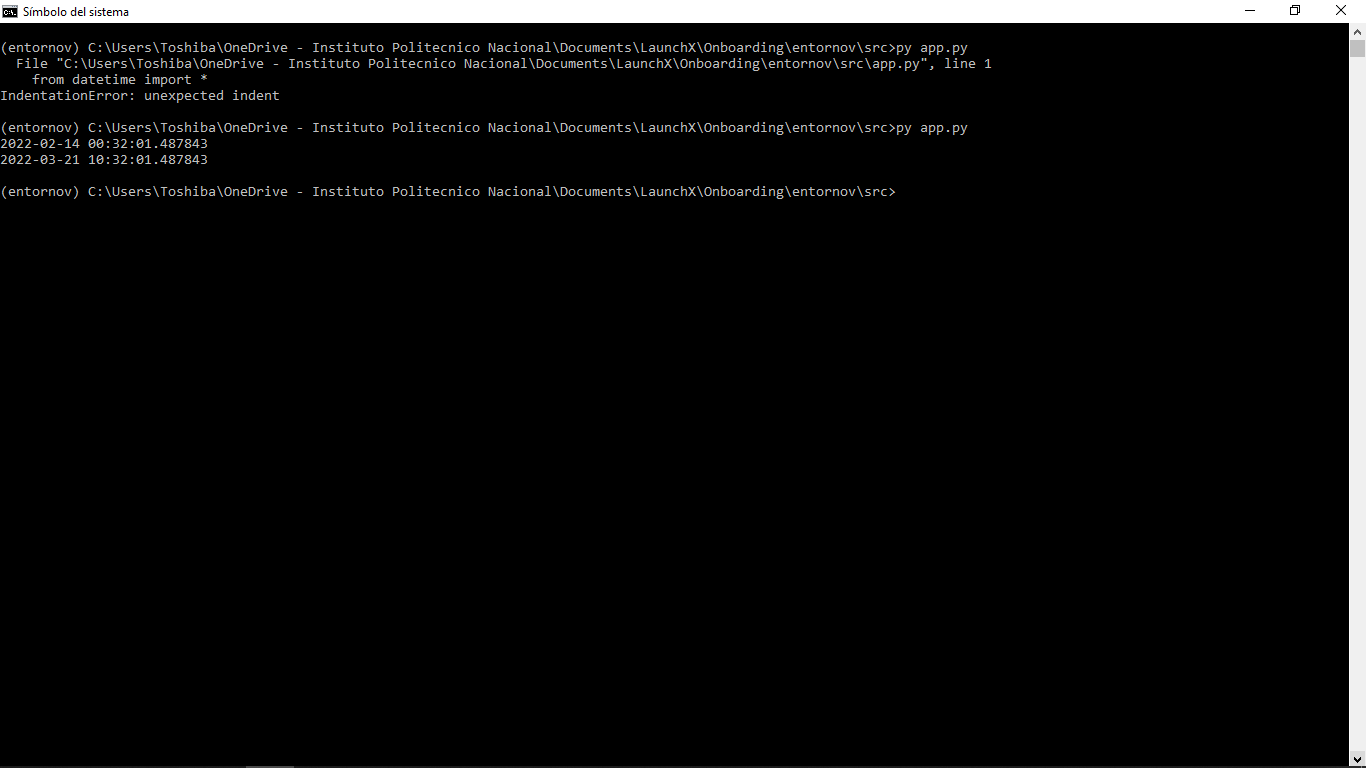 Símbolo del sistema
(entornov) C:\Users\Toshiba\OneDrive - Instituto Politecnico Nacional\Documents\LaunchX\Onboarding\entornov\src>py app.py
  File "C:\Users\Toshiba\OneDrive - Instituto Politecnico Nacional\Documents\LaunchX\Onboarding\entornov\src\app.py", line 1
    from datetime import *
IndentationError: unexpected indent
(entornov) C:\Users\Toshiba\OneDrive - Instituto Politecnico Nacional\Documents\LaunchX\Onboarding\entornov\src>py app.py
2022-02-14 00:32:01.487843
2022-03-21 10:32:01.487843
(entornov) C:\Users\Toshiba\OneDrive - Instituto Politecnico Nacional\Documents\LaunchX\Onboarding\entornov\src>